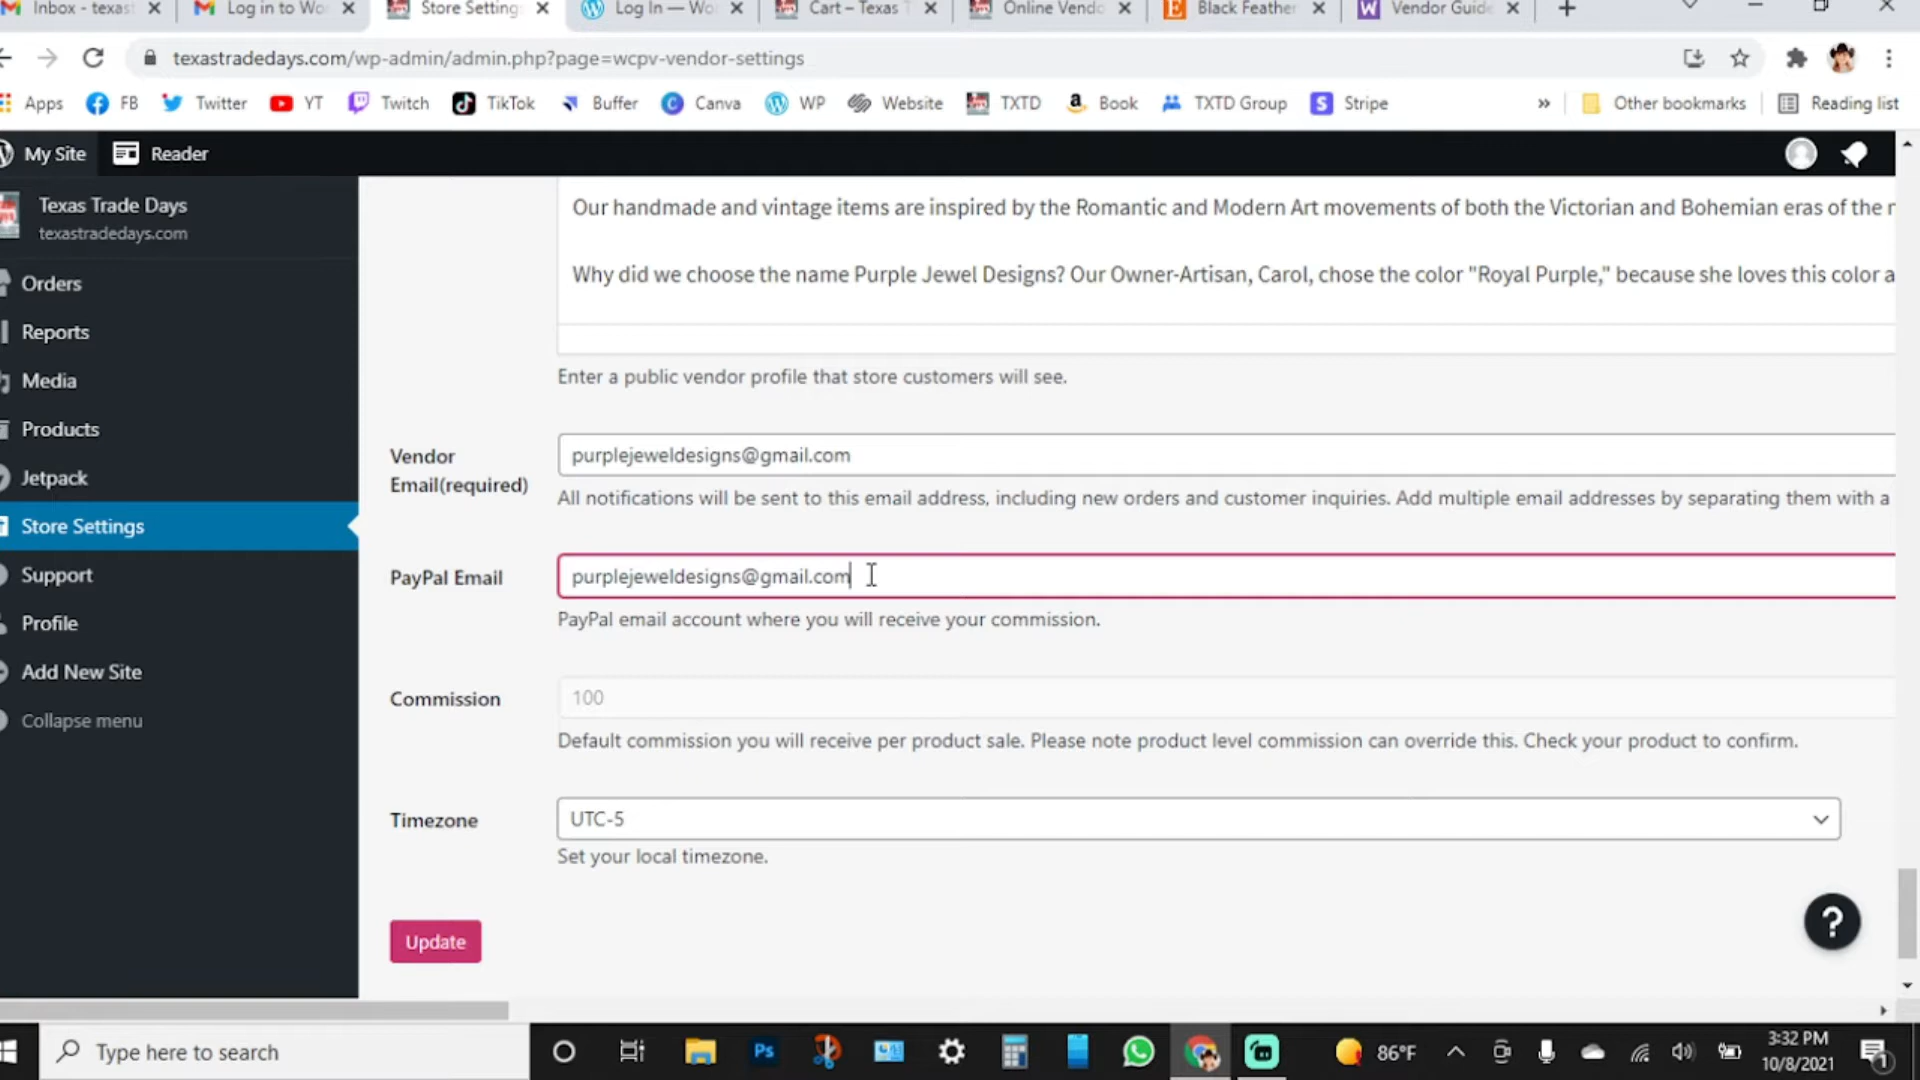 Inbox - texast
Log in to Wo
Store Setting
Log In — Wo
Cart – Texas T
Online Vendo
Black Feather
Vendor Guide
texastradedays.com/wp-admin/admin.php?page=wcpv-vendor-settings
Apps
FB
Twitter
YT
Twitch
TikTok
Buffer
Canva
WP
Website
TXTD
Book
TXTD Group
Stripe
»
Other bookmarks
Reading list
My Site
Reader
Texas Trade Days
texastradedays.com
Orders
Reports
Media
Products
Jetpack
Store Settings
Support
Profile
Add New Site
Collapse menu
Our handmade and vintage items are inspired by the Romantic and Modern Art movements of both the Victorian and Bohemian eras of the
Why did we choose the name Purple Jewel Designs? Our Owner-Artisan, Carol, chose the color "Royal Purple," because she loves this color a
Enter a public vendor profile that store customers will see.
Vendor
Email(required)
purplejeweldesigns@gmail.com
All notifications will be sent to this email address, including new orders and customer inquiries. Add multiple email addresses by separating them with a
PayPal Email
purplejeweldesigns@gmail.com
PayPal email account where you will receive your commission.
Commission
100
Default commission you will receive per product sale. Please note product level commission can override this. Check your product to confirm.
Timezone
UTC-5
Set your local timezone.
Update
?
Type here to search
Ps
86°F
3:32 PM
10/8/2021
1